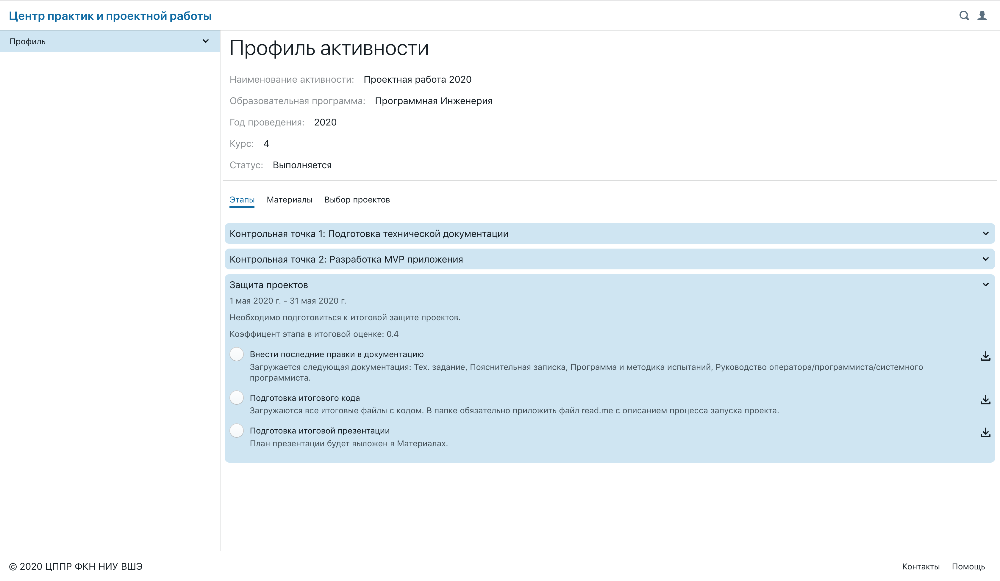 Центр практик и проектной работы
Профиль
Профиль активности
Наименование активности: Проектная работа 2020
Образовательная программа: Программная Инженерия
Год проведения: 2020
Курс: 4
Статус: Выполняется
Этапы Материалы Выбор проектов
Контрольная точка 1: Подготовка технической документации
Контрольная точка 2: Разработка MVP приложения
Защита проектов
1 мая 2020 г. - 31 мая 2020 г.
Необходимо подготовиться к итоговой защите проектов.
Коэффицент этапа в итоговой оценке: 0.4
Внести последние правки в документацию
Загружается следующая документация: Тех. задание, Пояснительная записка, Программа и методика испытаний, Руководство оператора/программиста/системного
программиста.
Подготовка итогового кода
Загружаются все итоговые файлы с кодом. В папке обязательно приложить файл read.me с описанием процесса запуска проекта.
Подготовка итоговой презентации
План презентации будет выложен в Материалах.
© 2020 ЦППР ФКН НИУ ВШЭ
Контакты Помощь